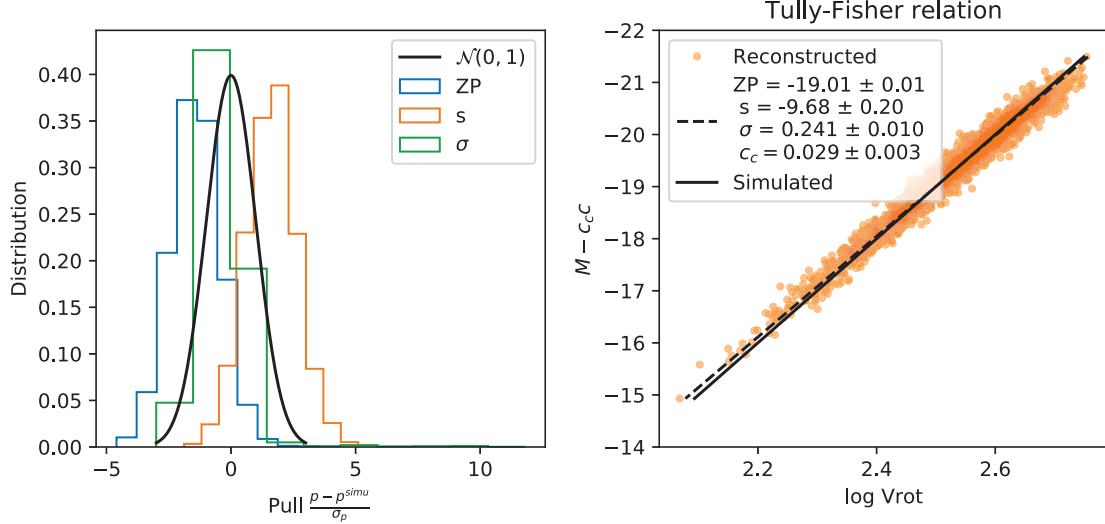 0.40
0.35
0.30
0.25
0.20
0.15
0.10
0.05
0.00
Distribution
𝒩(0, 1)
ZP
s
σ
−5
0
5
10
Pull (p − p^simu)/σ_p
Tully-Fisher relation
−22
−21
−20
−19
−18
−17
−16
−15
−14
M − c_c c
Reconstructed
ZP = -19.01 ± 0.01
s = -9.68 ± 0.20
σ = 0.241 ± 0.010
c_c = 0.029 ± 0.003
Simulated
2.2
2.4
2.6
log Vrot